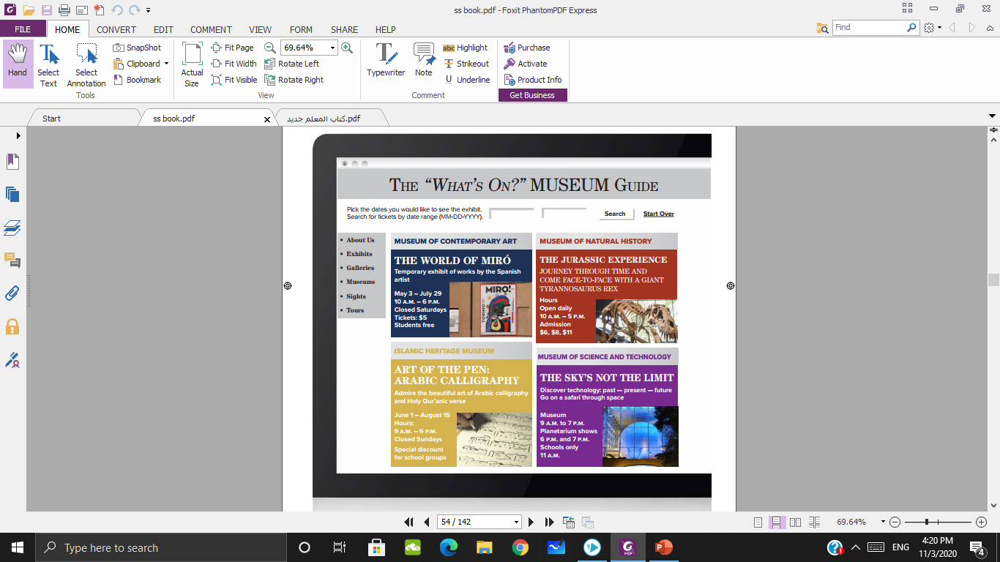 ss book.pdf - Foxit PhantomPDF Express
FILE HOME CONVERT EDIT COMMENT VIEW FORM SHARE HELP
Find
Hand
Select Text
Select Annotation
SnapShot
Clipboard
Bookmark
Tools
Actual Size
Fit Page
Fit Width
Fit Visible
69.64%
Rotate Left
Rotate Right
View
Typewriter
Note
abc Highlight
T Strikeout
U Underline
Comment
Purchase
Activate
Product Info
Get Business
Start
ss book.pdf
كتاب المعلم جديد.pdf
THE “WHAT’S ON?” MUSEUM GUIDE
Pick the dates you would like to see the exhibit.
Search for tickets by date range (MM-DD-YYYY).
Search
Start Over
• About Us
• Exhibits
• Galleries
• Museums
• Sights
• Tours
MUSEUM OF CONTEMPORARY ART
THE WORLD OF MIRÓ
Temporary exhibit of works by the Spanish
artist
May 3 – July 29
10 A.M. – 6 P.M.
Closed Saturdays
Tickets: $5
Students free
MIRO!
TORINO
MUSEUM OF NATURAL HISTORY
THE JURASSIC EXPERIENCE
JOURNEY THROUGH TIME AND
COME FACE-TO-FACE WITH A GIANT
TYRANNOSAURUS REX
Hours
Open daily
10 A.M. – 5 P.M.
Admission
$6, $8, $11
ISLAMIC HERITAGE MUSEUM
ART OF THE PEN:
ARABIC CALLIGRAPHY
Admire the beautiful art of Arabic calligraphy
and Holy Qur’anic verse
June 1 – August 15
Hours:
9 A.M. – 6 P.M.
Closed Sundays
Special discount
for school groups
MUSEUM OF SCIENCE AND TECHNOLOGY
THE SKY’S NOT THE LIMIT
Discover technology: past — present — future
Go on a safari through space
Museum
9 A.M. to 7 P.M.
Planetarium shows
6 P.M. and 7 P.M.
Schools only
11 A.M.
54 / 142
69.64%
Type here to search
ENG
4:20 PM
11/3/2020
4